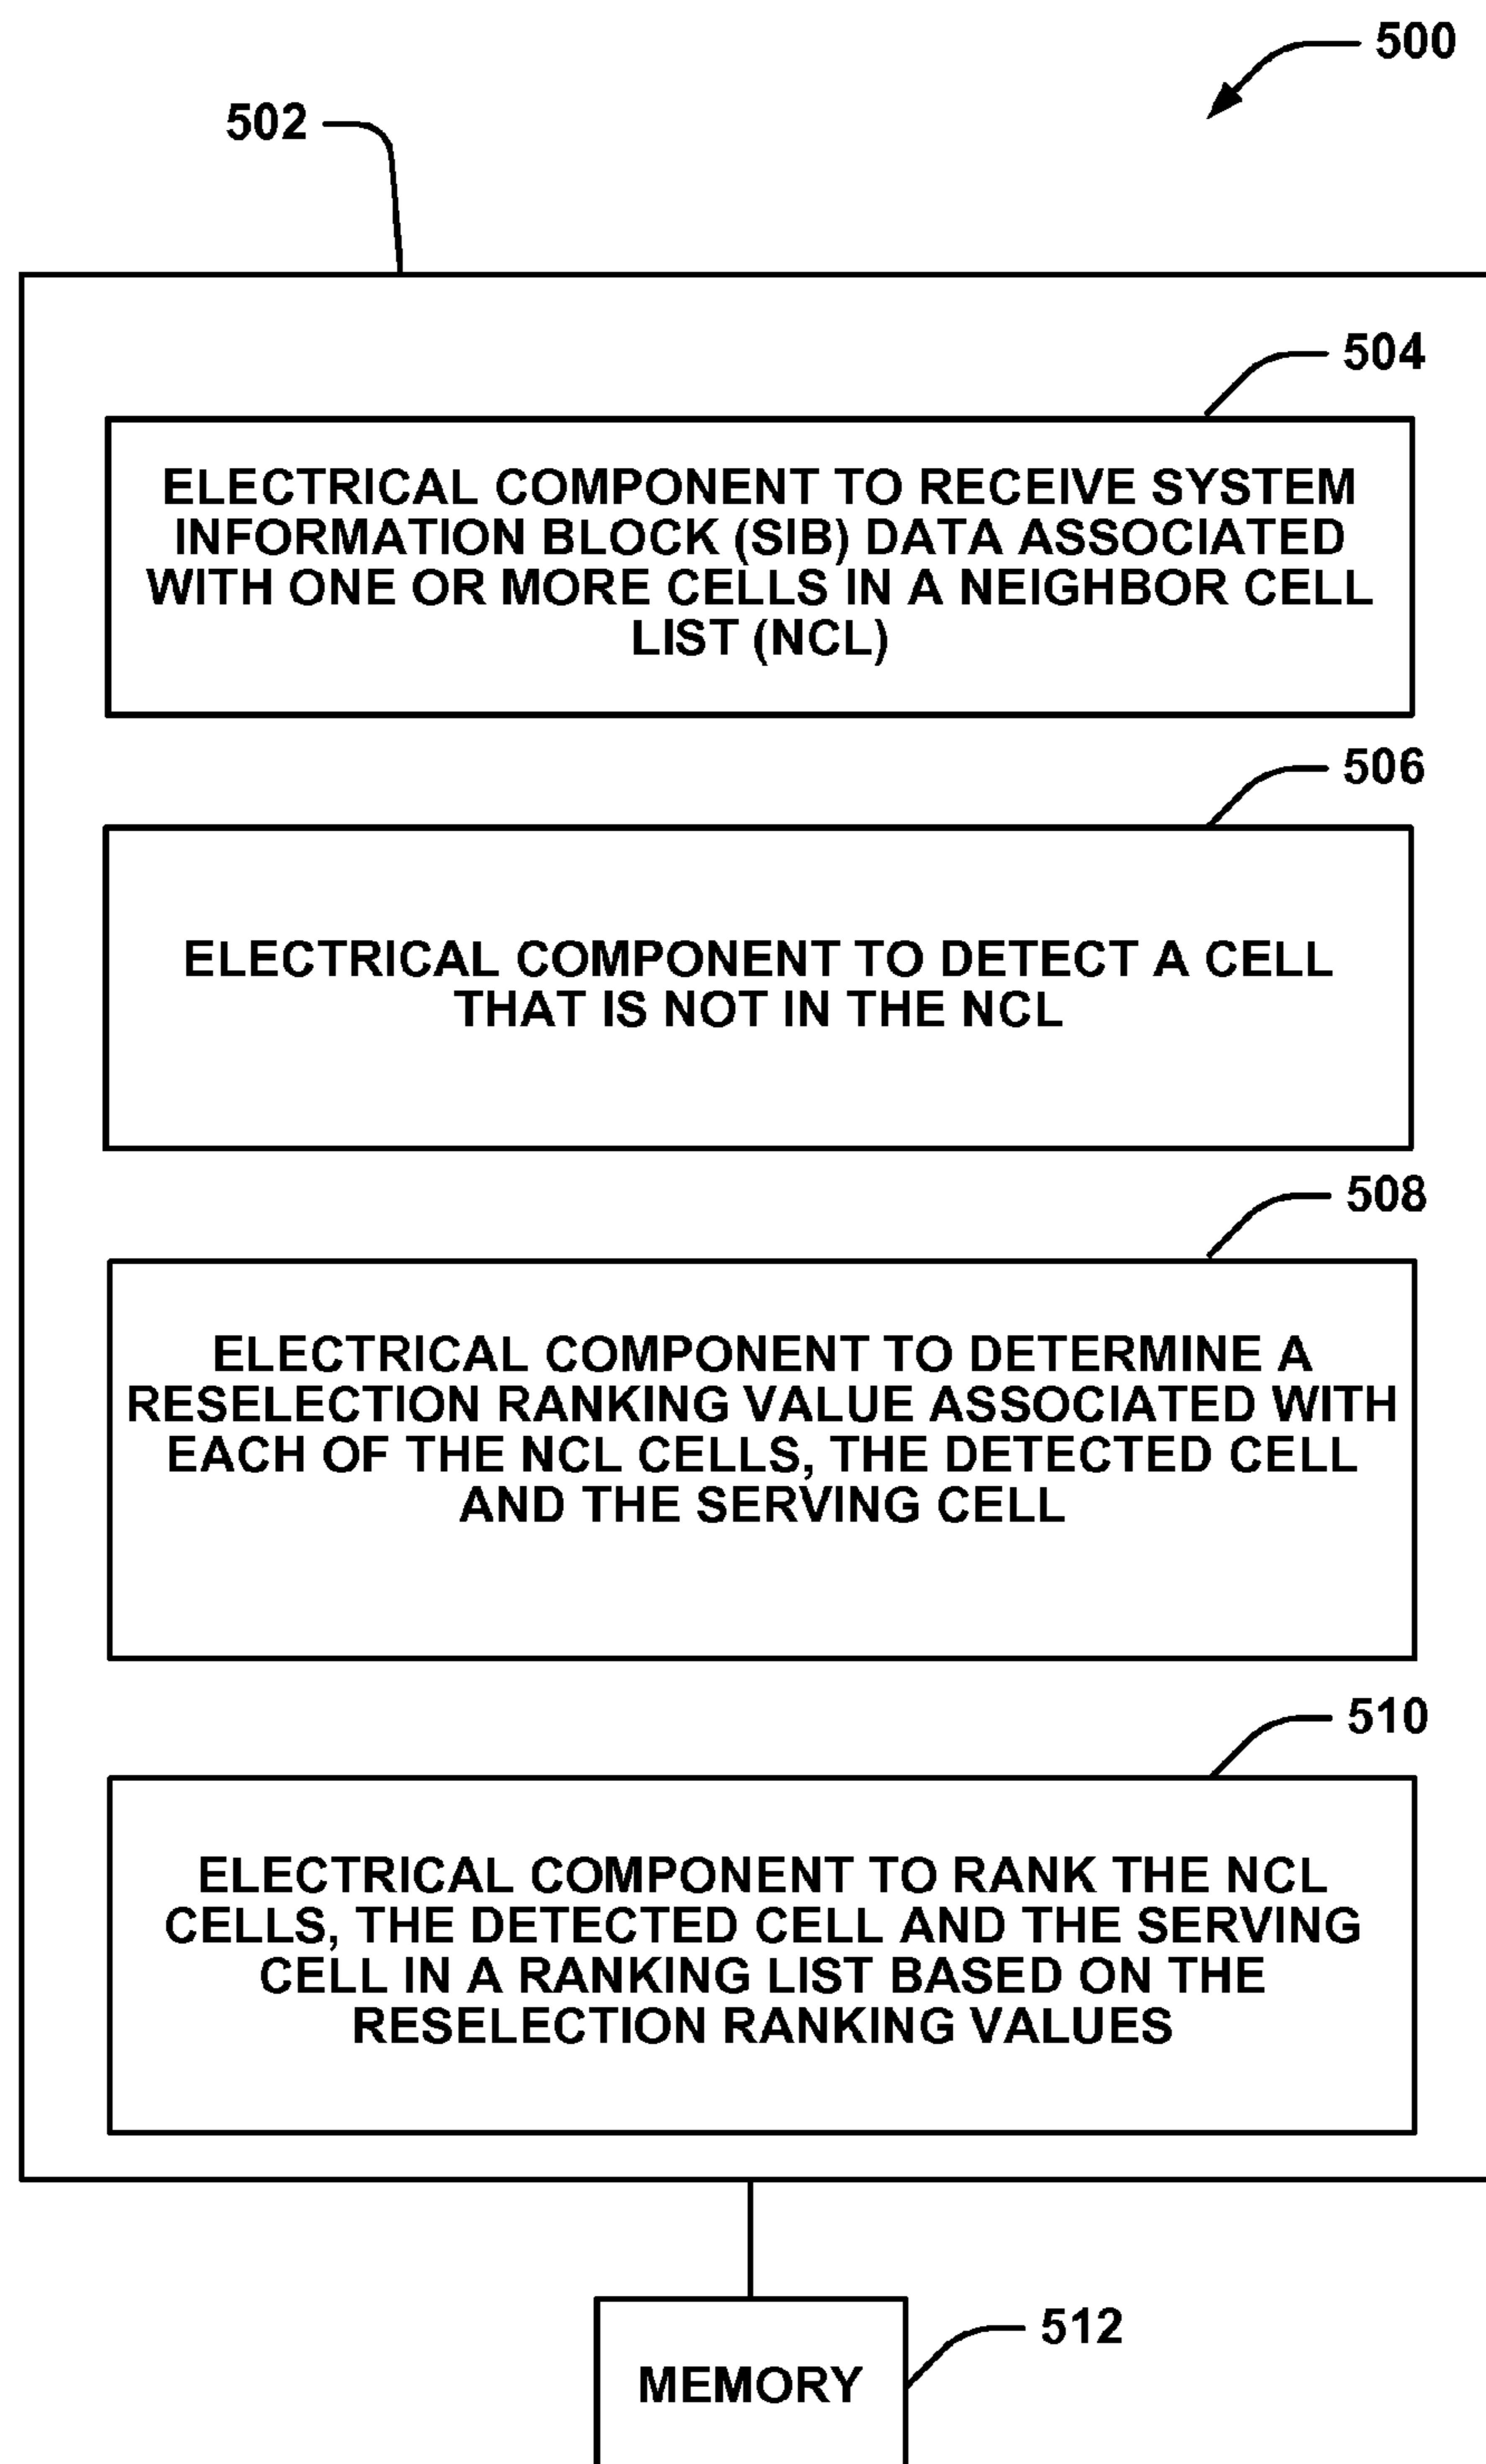 500
502
504
ELECTRICAL COMPONENT TO RECEIVE SYSTEM
INFORMATION BLOCK (SIB) DATA ASSOCIATED
WITH ONE OR MORE CELLS IN A NEIGHBOR CELL
LIST (NCL)
506
ELECTRICAL COMPONENT TO DETECT A CELL
THAT IS NOT IN THE NCL
508
ELECTRICAL COMPONENT TO DETERMINE A
RESELECTION RANKING VALUE ASSOCIATED WITH
EACH OF THE NCL CELLS, THE DETECTED CELL
AND THE SERVING CELL
510
ELECTRICAL COMPONENT TO RANK THE NCL
CELLS, THE DETECTED CELL AND THE SERVING
CELL IN A RANKING LIST BASED ON THE
RESELECTION RANKING VALUES
512
MEMORY